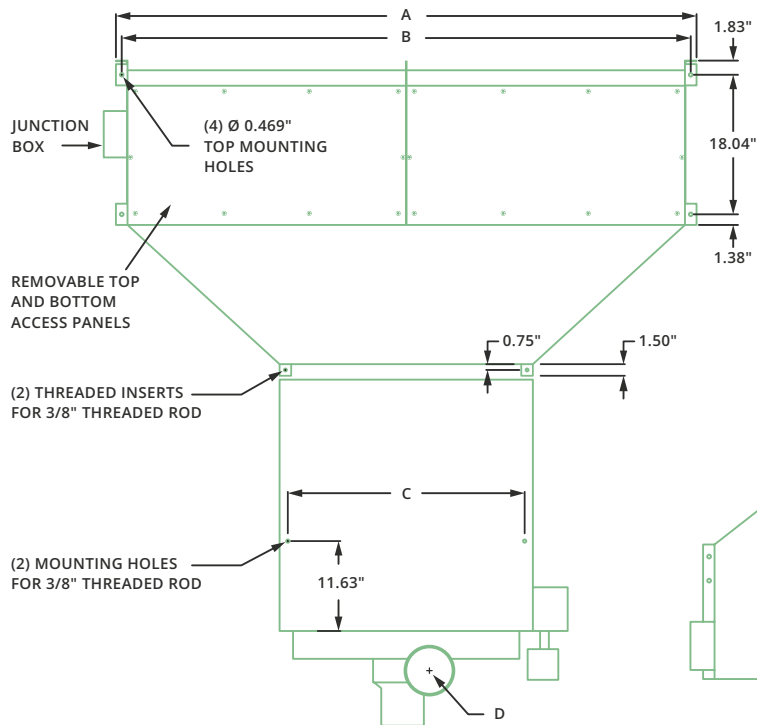 A
B
1.83"
JUNCTION
BOX
(4) Ø 0.469"
TOP MOUNTING
HOLES
18.04"
1.38"
REMOVABLE TOP
AND BOTTOM
ACCESS PANELS
0.75"
1.50"
(2) THREADED INSERTS
FOR 3/8" THREADED ROD
C
(2) MOUNTING HOLES
FOR 3/8" THREADED ROD
11.63"
D